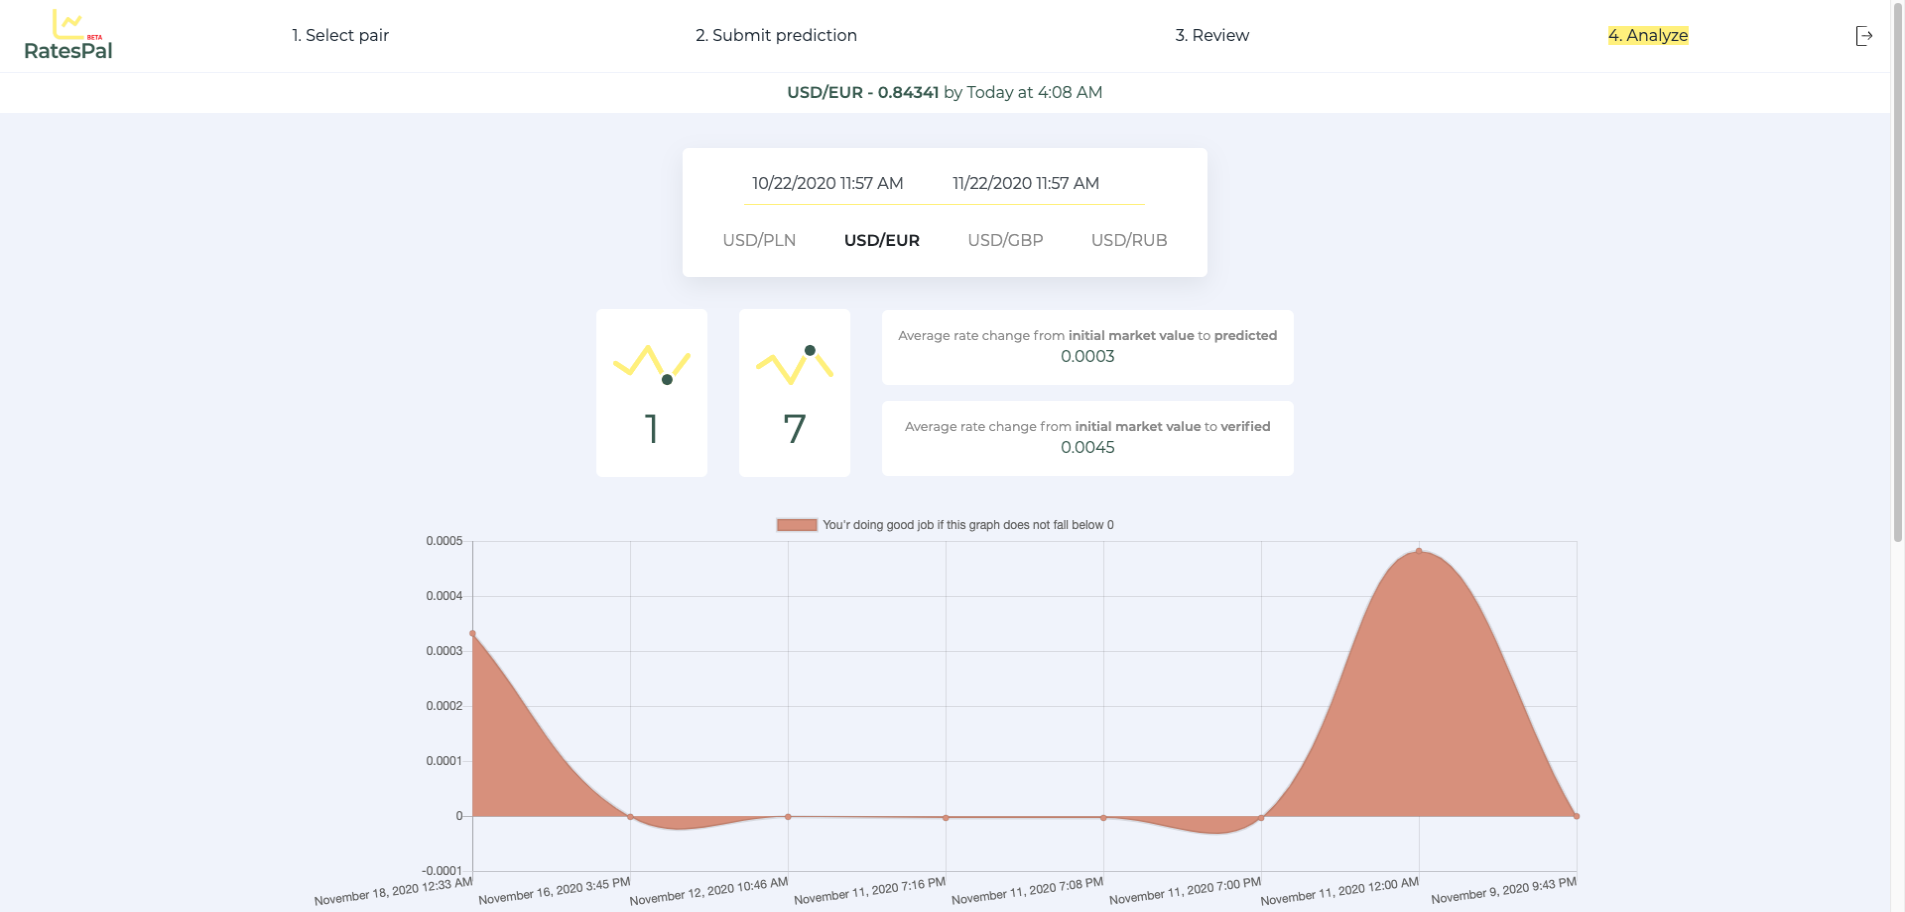 BETA
RatesPal
1. Select pair
2. Submit prediction
3. Review
4. Analyze
USD/EUR - 0.84341 by Today at 4:08 AM
10/22/2020 11:57 AM
11/22/2020 11:57 AM
USD/PLN
USD/EUR
USD/GBP
USD/RUB
1
7
Average rate change from initial market value to predicted
0.0003
Average rate change from initial market value to verified
0.0045
You'r doing good job if this graph does not fall below 0
0.0005
0.0004
0.0003
0.0002
0.0001
0
-0.0001
November 18, 2020 12:33 AM
November 16, 2020 3:45 PM
November 12, 2020 10:46 AM
November 11, 2020 7:16 PM
November 11, 2020 7:08 PM
November 11, 2020 7:00 PM
November 11, 2020 12:00 AM
November 9, 2020 9:43 PM